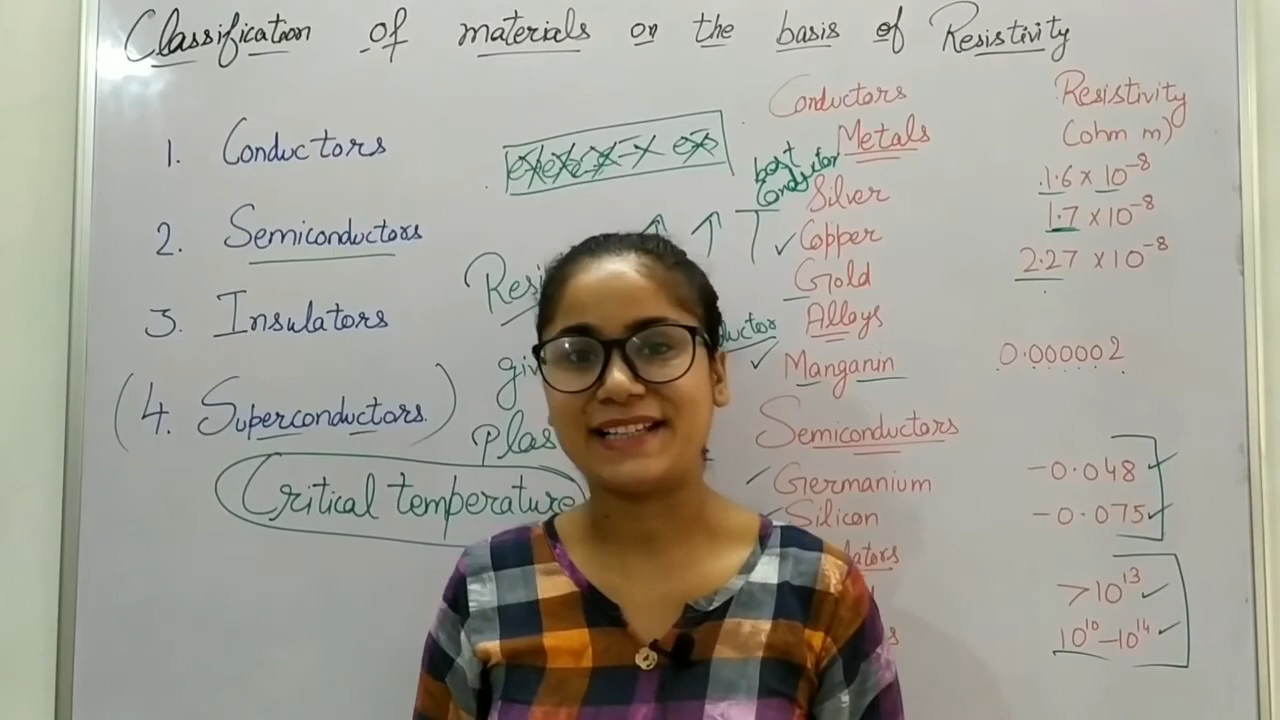 Classification of materials on the basis of Resistivity
1. Conductors
2. Semiconductors
3. Insulators
(4. Superconductors.)
Critical temperature
best
Conductor
Conductors
Resistivity
(ohm m)
Metals
Silver
1.6 x 10⁻⁸
Copper
1.7 x 10⁻⁸
Gold
2.27 x 10⁻⁸
Alloys
Manganin
0.000002
Semiconductors
Germanium
-0.048
Silicon
-0.075
>10¹³
10¹⁰-10¹⁴